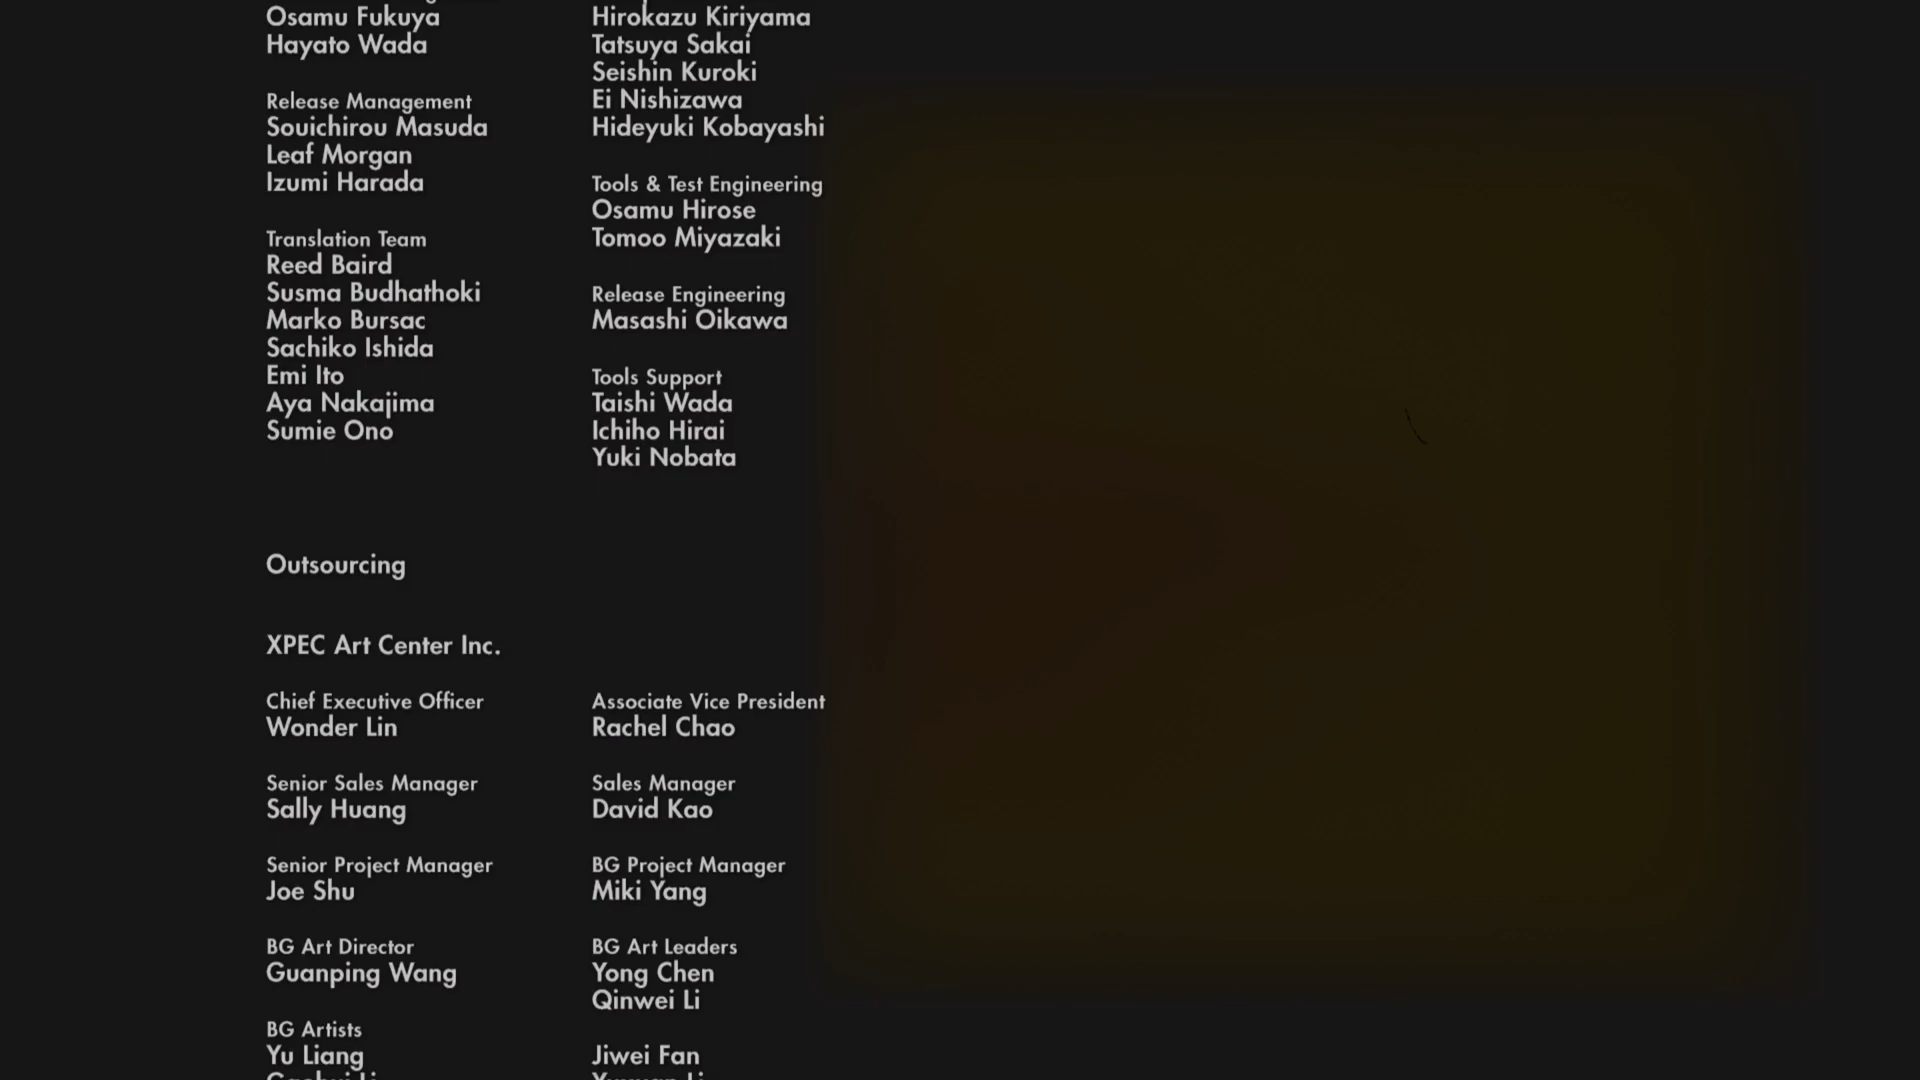 Osamu Fukuya
Hayato Wada
Release Management
Souichirou Masuda
Leaf Morgan
Izumi Harada
Translation Team
Reed Baird
Susma Budhathoki
Marko Bursac
Sachiko Ishida
Emi Ito
Aya Nakajima
Sumie Ono
Hirokazu Kiriyama
Tatsuya Sakai
Seishin Kuroki
Ei Nishizawa
Hideyuki Kobayashi
Tools & Test Engineering
Osamu Hirose
Tomoo Miyazaki
Release Engineering
Masashi Oikawa
Tools Support
Taishi Wada
Ichiho Hirai
Yuki Nobata
Outsourcing
XPEC Art Center Inc.
Chief Executive Officer
Wonder Lin
Associate Vice President
Rachel Chao
Senior Sales Manager
Sally Huang
Sales Manager
David Kao
Senior Project Manager
Joe Shu
BG Project Manager
Miki Yang
BG Art Director
Guanping Wang
BG Art Leaders
Yong Chen
Qinwei Li
BG Artists
Yu Liang
Jiwei Fan